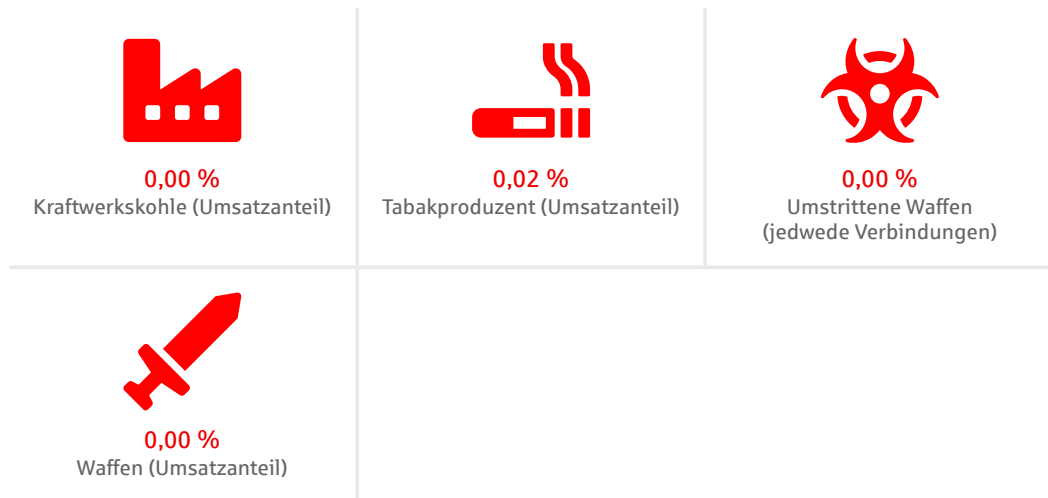 0,00 %
Kraftwerkskohle (Umsatzanteil)
0,02 %
Tabakproduzent (Umsatzanteil)
0,00 %
Umstrittene Waffen
(jedwede Verbindungen)
0,00 %
Waffen (Umsatzanteil)